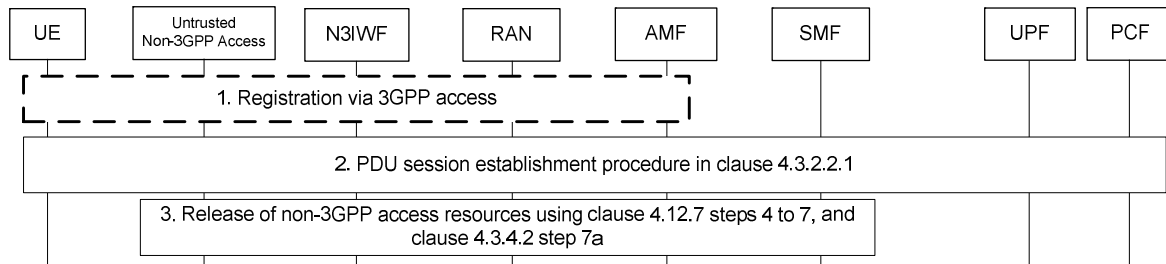 UE
Untrusted
Non-3GPP Access
N3IWF
RAN
AMF
SMF
UPF
PCF
1. Registration via 3GPP access
2. PDU session establishment procedure in clause 4.3.2.2.1
3. Release of non-3GPP access resources using clause 4.12.7 steps 4 to 7, and
clause 4.3.4.2 step 7a